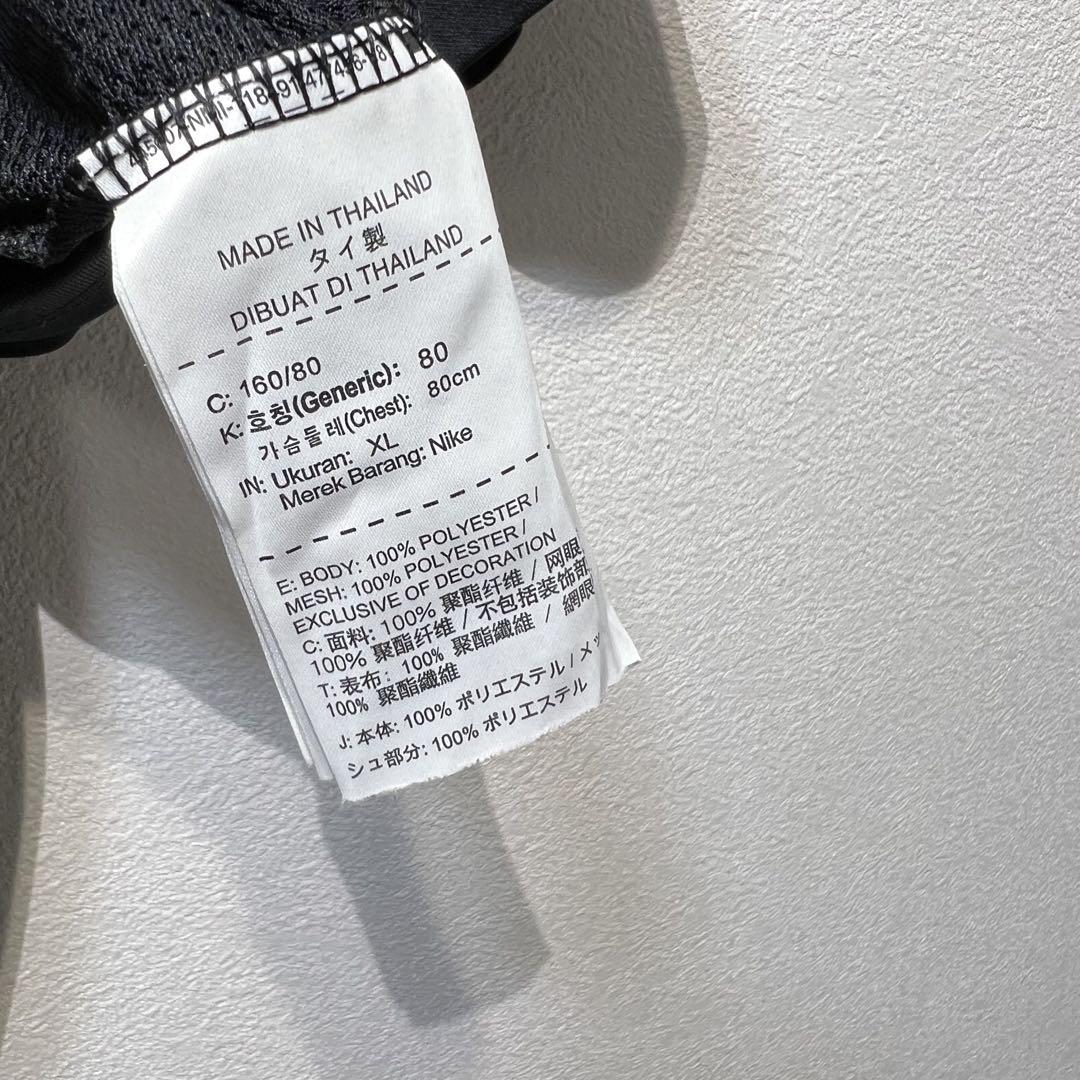 MADE IN THAILAND
タイ製
DIBUAT DI THAILAND
C: 160/80
K: 호칭(Generic): 80
가슴둘레(Chest): 80cm
IN: Ukuran: XL
Merek Barang: Nike
E: BODY: 100% POLYESTER /
MESH: 100% POLYESTER /
EXCLUSIVE OF DECORATION
C: 面料: 100% 聚酯纤维 / 网眼
100% 聚酯纤维 / 不包括装饰部
T: 表布: 100% 聚酯纖維 / 網眼
100% 聚酯纖維
J: 本体: 100% ポリエステル / メッ
シュ部分: 100% ポリエステル